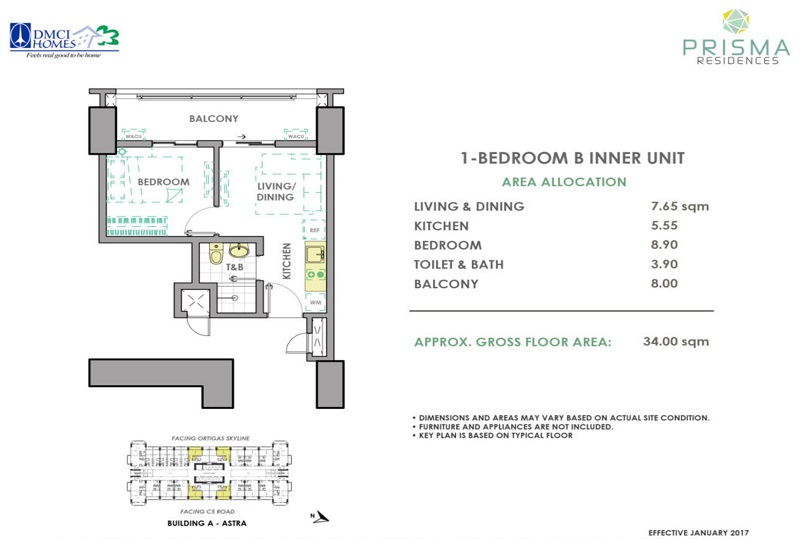 DMCI
HOMES
Feels real good to be home
PRISMA
RESIDENCES
BALCONY
WACU
WACU
BEDROOM
LIVING/
DINING
REF
KITCHEN
T&B
WM
1-BEDROOM B INNER UNIT
AREA ALLOCATION
LIVING & DINING 7.65 sqm
KITCHEN 5.55
BEDROOM 8.90
TOILET & BATH 3.90
BALCONY 8.00
APPROX. GROSS FLOOR AREA: 34.00 sqm
• DIMENSIONS AND AREAS MAY VARY BASED ON ACTUAL SITE CONDITION.
• FURNITURE AND APPLIANCES ARE NOT INCLUDED.
• KEY PLAN IS BASED ON TYPICAL FLOOR
FACING ORTIGAS SKYLINE
FACING C5 ROAD
BUILDING A - ASTRA
N
EFFECTIVE JANUARY 2017